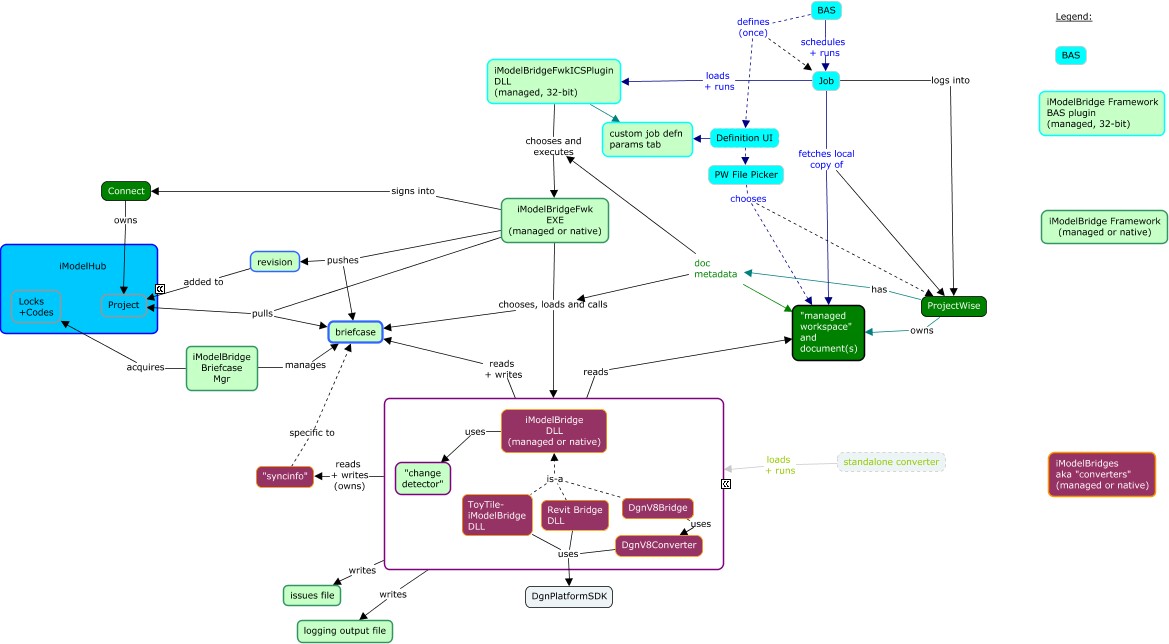 BAS
Legend:
defines
(once)
schedules
+ runs
BAS
iModelBridgeFwkICSPlugin
DLL
(managed, 32-bit)
loads
+ runs
Job
logs into
iModelBridge Framework
BAS plugin
(managed, 32-bit)
custom job defn
params tab
Definition UI
chooses and
executes
fetches local
copy of
PW File Picker
Connect
signs into
chooses
owns
iModelBridgeFwk
EXE
(managed or native)
iModelBridge Framework
(managed or native)
iModelHub
revision
pushes
doc
metadata
added to
has
Locks
+Codes
Project
pulls
chooses, loads and calls
ProjectWise
"managed
workspace"
and
document(s)
briefcase
owns
iModelBridge
Briefcase
Mgr
acquires
manages
reads
+ writes
reads
iModelBridge
DLL
(managed or native)
specific to
uses
loads
+ runs
standalone converter
"syncinfo"
reads
+ writes
(owns)
"change
detector"
is-a
iModelBridges
aka "converters"
(managed or native)
ToyTile-
iModelBridge
DLL
Revit Bridge
DLL
DgnV8Bridge
uses
DgnV8Converter
uses
writes
issues file
writes
DgnPlatformSDK
logging output file